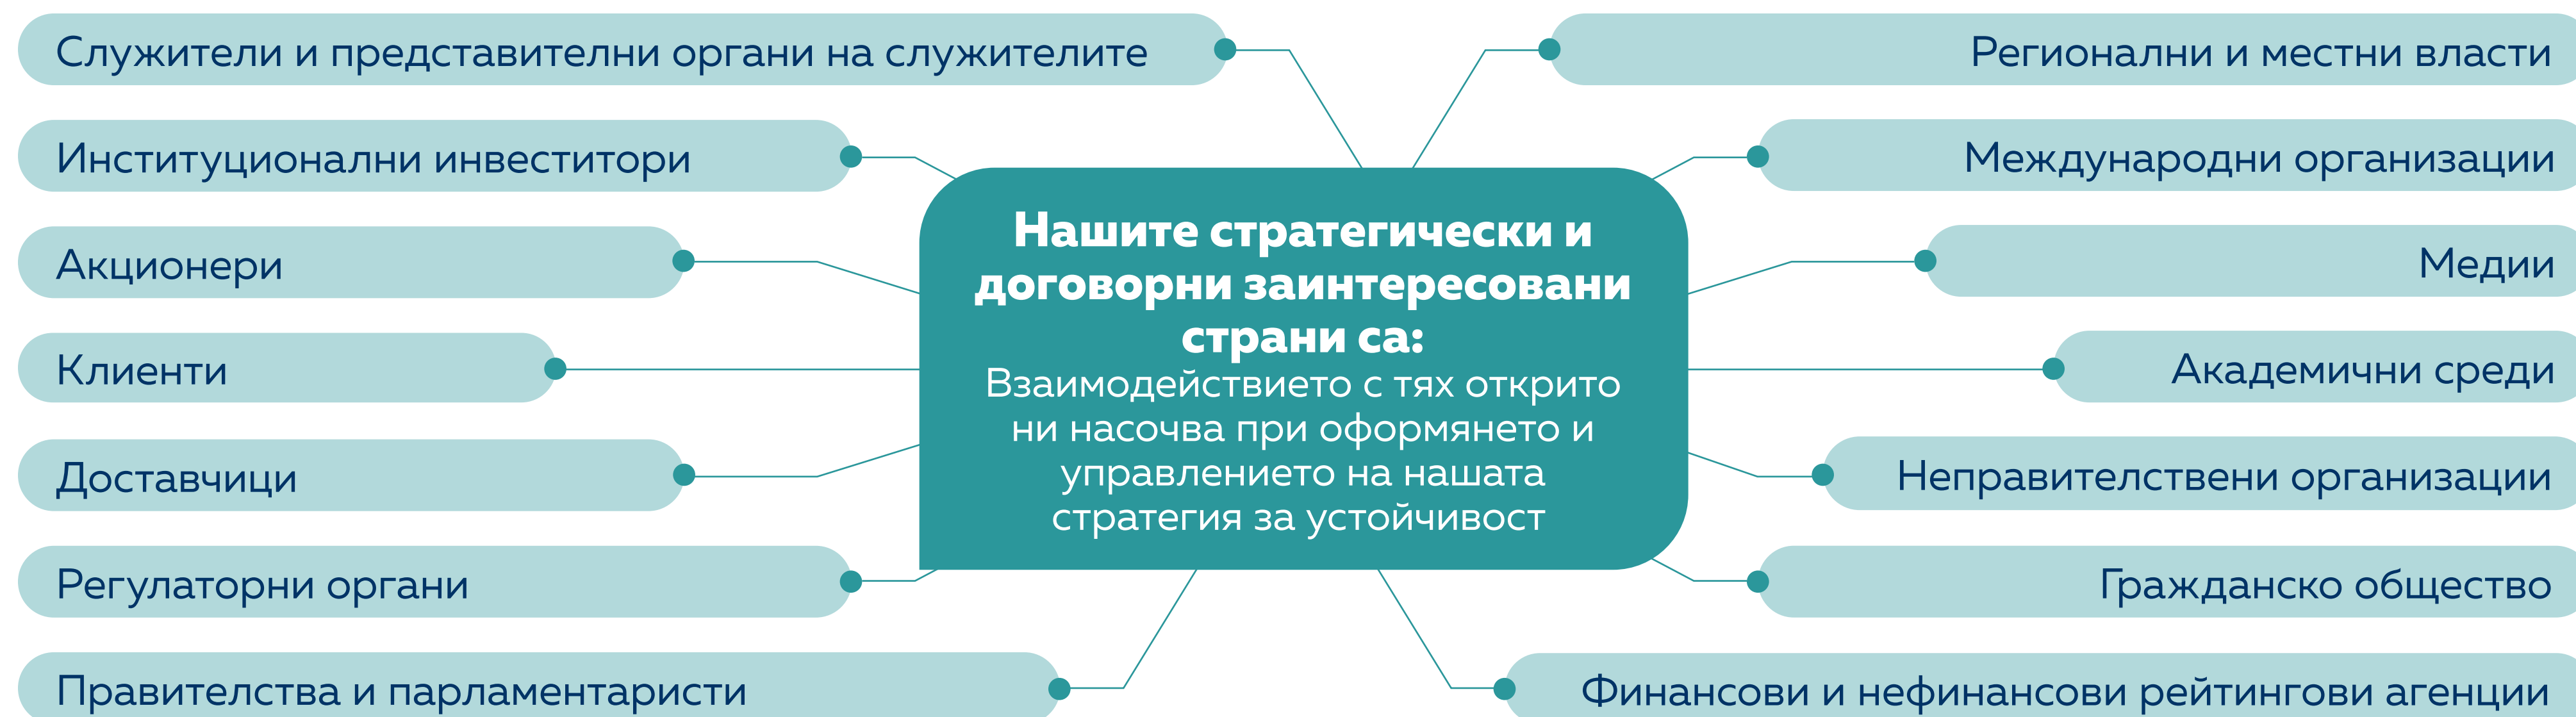 Служители и представителни органи на служителите
Институционални инвеститори
Акционери
Клиенти
Доставчици
Регулаторни органи
Правителства и парламентаристи
Нашите стратегически и
договорни заинтересовани
страни са:
Взаимодействието с тях открито
ни насочва при оформянето и
управлението на нашата
стратегия за устойчивост
Регионални и местни власти
Международни организации
Медии
Академични среди
Неправителствени организации
Гражданско общество
Финансови и нефинансови рейтингови агенции